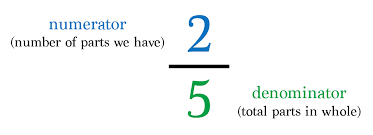 numerator
(number of parts we have)
2
5
denominator
(total parts in whole)